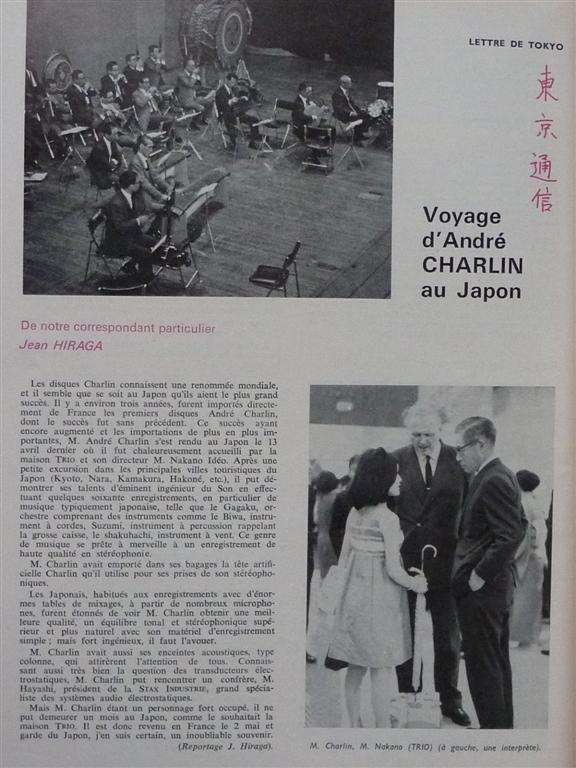 LETTRE DE TOKYO
東
京
通
信
Voyage
d'André
CHARLIN
au Japon
De notre correspondant particulier
Jean HIRAGA
Les disques Charlin connaissent une renommée mondiale,
et il semble que se soit au Japon qu'ils aient le plus grand
succès. Il y a environ trois années, furent importés directe-
ment de France les premiers disques André Charlin,
dont le succès fut sans précédent. Ce succès ayant
encore augmenté et les importations de plus en plus im-
portantes, M. André Charlin s'est rendu au Japon le 13
avril dernier où il fut chaleureusement accueilli par la
maison TRIO et son directeur M. Nakano Idéo. Après une
petite excursion dans les principales villes touristiques du
Japon (Kyoto, Nara, Kamakura, Hakoné, etc.), il put dé-
montrer ses talents d'éminent ingénieur du Son en effec-
tuant quelques soixante enregistrements, en particulier de
musique typiquement japonaise, telle que le Gagaku, or-
chestre comprenant des instruments comme le Biwa, instru-
ment à cordes, Suzumi, instrument à percussion rappelant
la grosse caisse, le shakuhachi, instrument à vent. Ce genre
de musique se prête à merveille à un enregistrement de
haute qualité en stéréophonie.
M. Charlin avait emporté dans ses bagages la tête artifi-
cielle Charlin qu'il utilise pour ses prises de son stéréopho-
niques.
Les Japonais, habitués aux enregistrements avec d'énor-
mes tables de mixages, à partir de nombreux micropho-
nes, furent étonnés de voir M. Charlin obtenir une meil-
leure qualité, un équilibre tonal et stéréophonique supé-
rieur et plus naturel avec son matériel d'enregistrement
simple ; mais fort ingénieux, il faut l'avouer.
M. Charlin avait aussi ses enceintes acoustiques, type
colonne, qui attirèrent l'attention de tous. Connais-
sant aussi très bien la question des transducteurs élec-
trostatiques, M. Charlin put rencontrer un confrère, M.
Hayashi, président de la STAX INDUSTRIE, grand spécia-
liste des systèmes audio électrostatiques.
Mais M. Charlin étant un personnage fort occupé, il ne
put demeurer un mois au Japon, comme le souhaitait la
maison TRIO. Il est donc revenu en France le 2 mai et
garde du Japon, j'en suis certain, un inoubliable souvenir.
(Reportage J. Hiraga).
M. Charlin, M. Nakano (TRIO) (à gauche, une interprète).